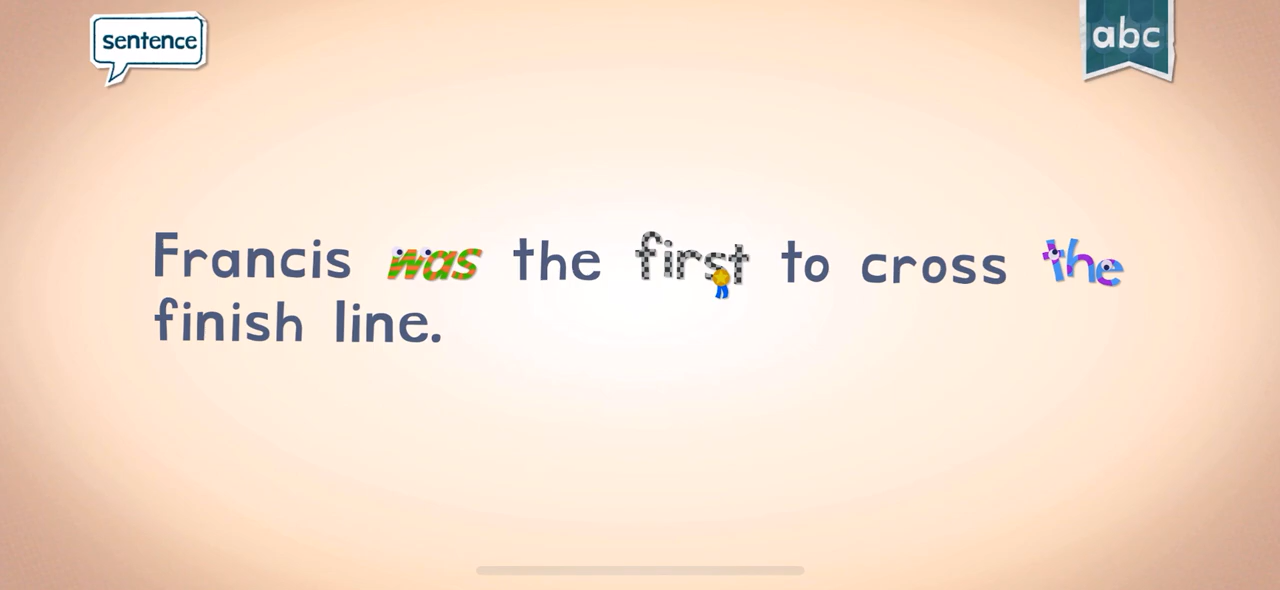 sentence
abc
Francis was the first to cross the
finish line.